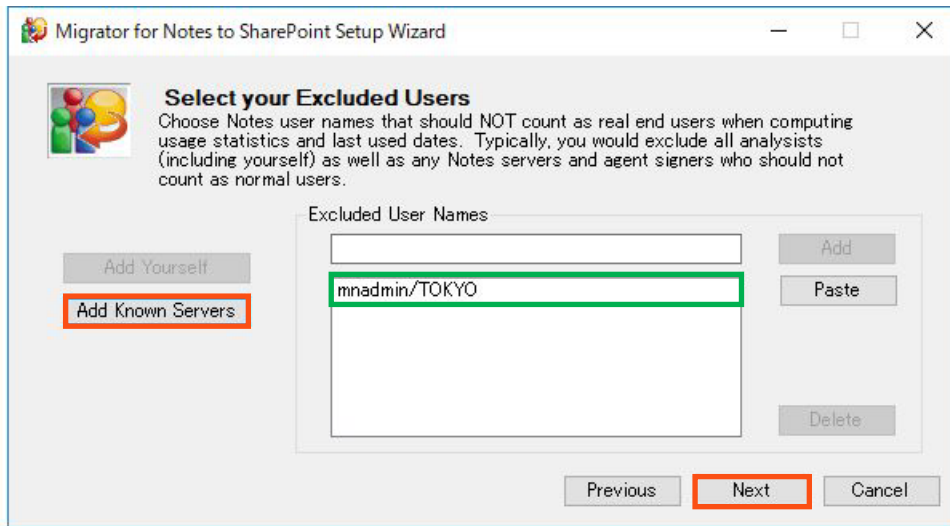 Migrator for Notes to SharePoint Setup Wizard
Select your Excluded Users
Choose Notes user names that should NOT count as real end users when computing
usage statistics and last used dates. Typically, you would exclude all analysists
(including yourself) as well as any Notes servers and agent signers who should not
count as normal users.
Excluded User Names
Add Yourself
Add
mnadmin/TOKYO
Paste
Add Known Servers
Delete
Previous
Next
Cancel